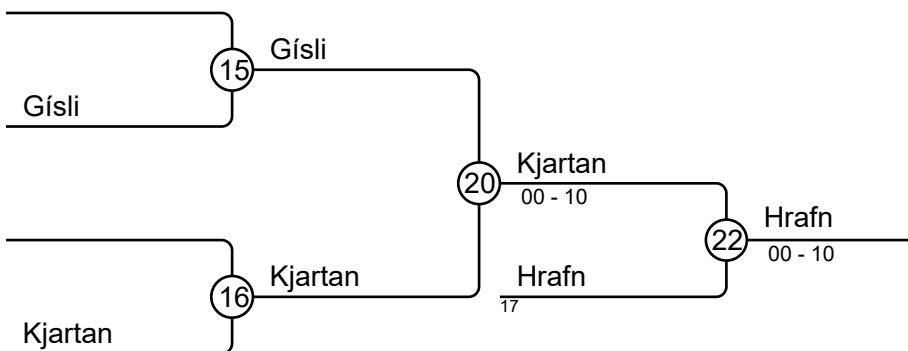 Gísli
15
Gísli
Kjartan
00 - 10
20
Hrafn
00 - 10
22
Kjartan
16
Hrafn
17
Kjartan